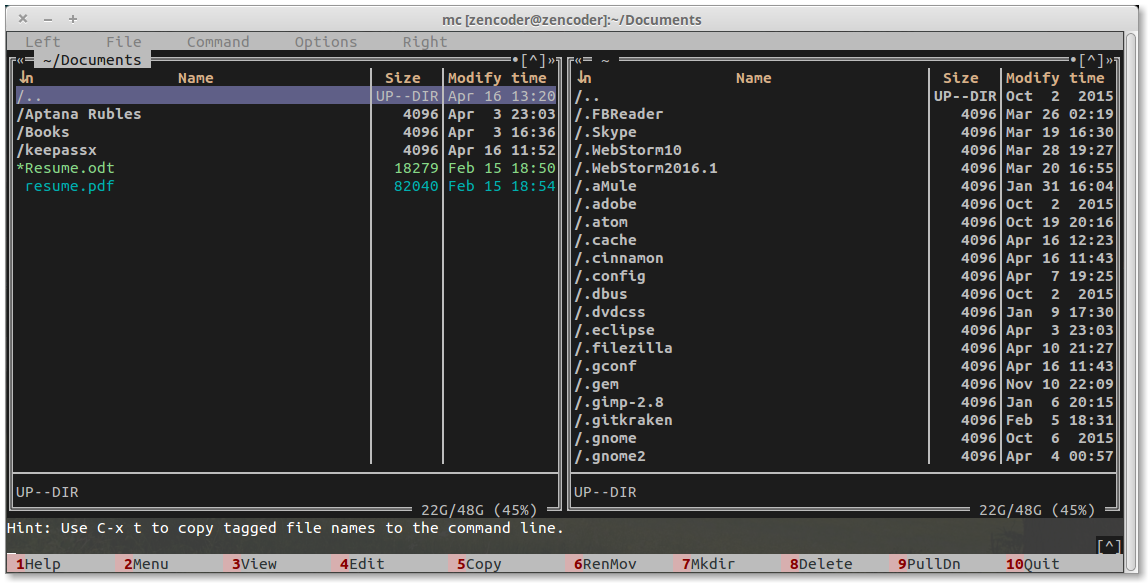 mc [zencoder@zencoder]:~/Documents
Left File Command Options Right
«= ~/Documents •[^]»
↓n Name Size Modify time
/.. UP--DIR Apr 16 13:20
/Aptana Rubles 4096 Apr 3 23:03
/Books 4096 Apr 3 16:36
/keepassx 4096 Apr 16 11:52
*Resume.odt 18279 Feb 15 18:50
resume.pdf 82040 Feb 15 18:54
UP--DIR
22G/48G (45%)
«= ~ •[^]»
↓n Name Size Modify time
/.. UP--DIR Oct 2 2015
/.FBReader 4096 Mar 26 02:19
/.Skype 4096 Mar 19 16:30
/.WebStorm10 4096 Mar 28 19:27
/.WebStorm2016.1 4096 Mar 20 16:55
/.aMule 4096 Jan 31 16:04
/.adobe 4096 Oct 2 2015
/.atom 4096 Oct 19 20:16
/.cache 4096 Apr 16 12:23
/.cinnamon 4096 Apr 16 11:43
/.config 4096 Apr 7 19:25
/.dbus 4096 Oct 2 2015
/.dvdcss 4096 Jan 9 17:30
/.eclipse 4096 Apr 3 23:03
/.filezilla 4096 Apr 10 21:27
/.gconf 4096 Apr 16 11:43
/.gem 4096 Nov 10 22:09
/.gimp-2.8 4096 Jan 6 20:15
/.gitkraken 4096 Feb 5 18:31
/.gnome 4096 Oct 6 2015
/.gnome2 4096 Apr 4 00:57
UP--DIR
22G/48G (45%)
Hint: Use C-x t to copy tagged file names to the command line.
[^]
1Help 2Menu 3View 4Edit 5Copy 6RenMov 7Mkdir 8Delete 9PullDn 10Quit